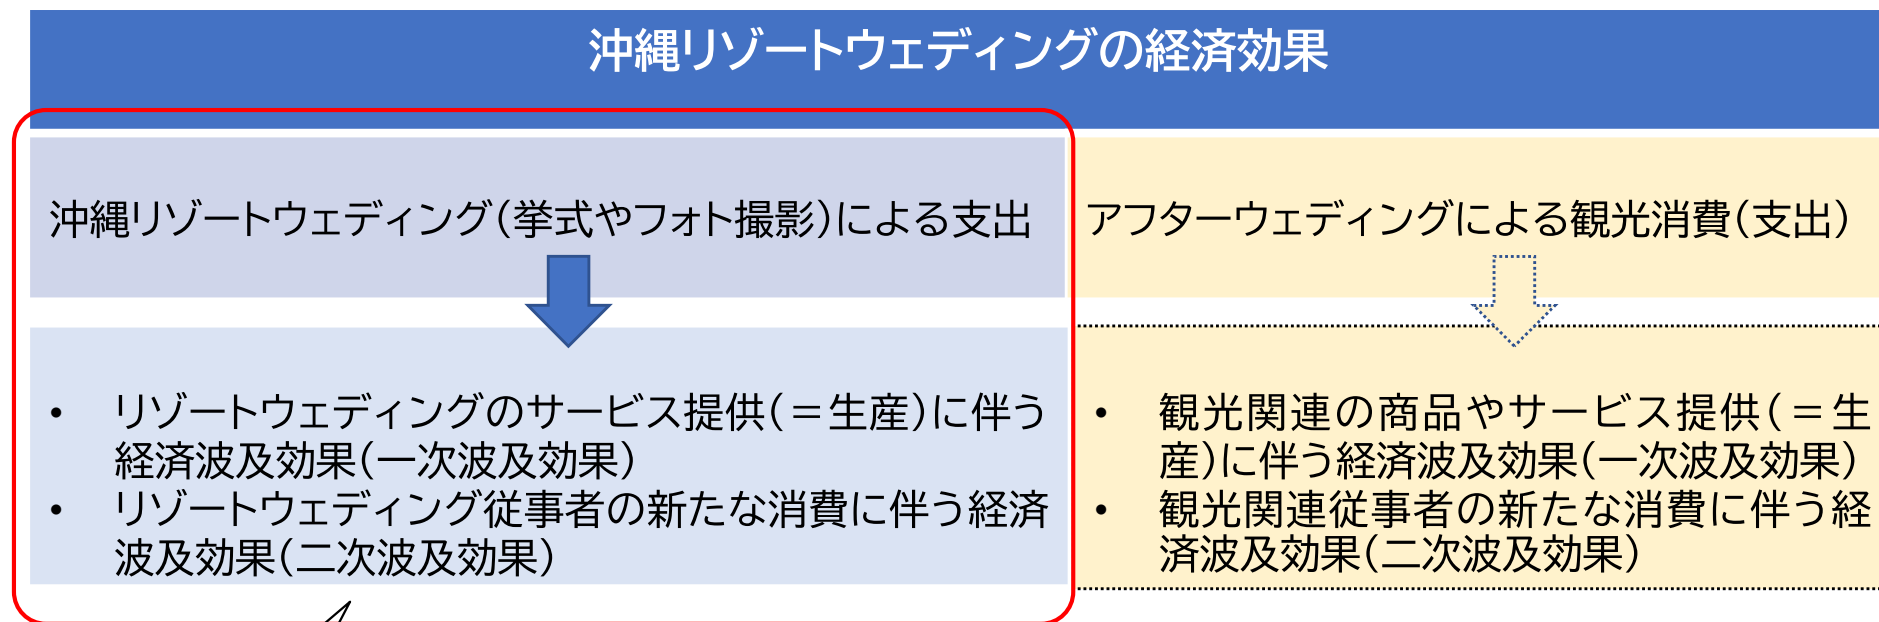 沖縄リゾートウェディングの経済効果
沖縄リゾートウェディング(挙式やフォト撮影)による支出
• リゾートウェディングのサービス提供(＝生産)に伴う
経済波及効果(一次波及効果)
• リゾートウェディング従事者の新たな消費に伴う経済
波及効果(二次波及効果)
アフターウェディングによる観光消費(支出)
• 観光関連の商品やサービス提供(＝生
産)に伴う経済波及効果(一次波及効果)
• 観光関連従事者の新たな消費に伴う経
済波及効果(二次波及効果)